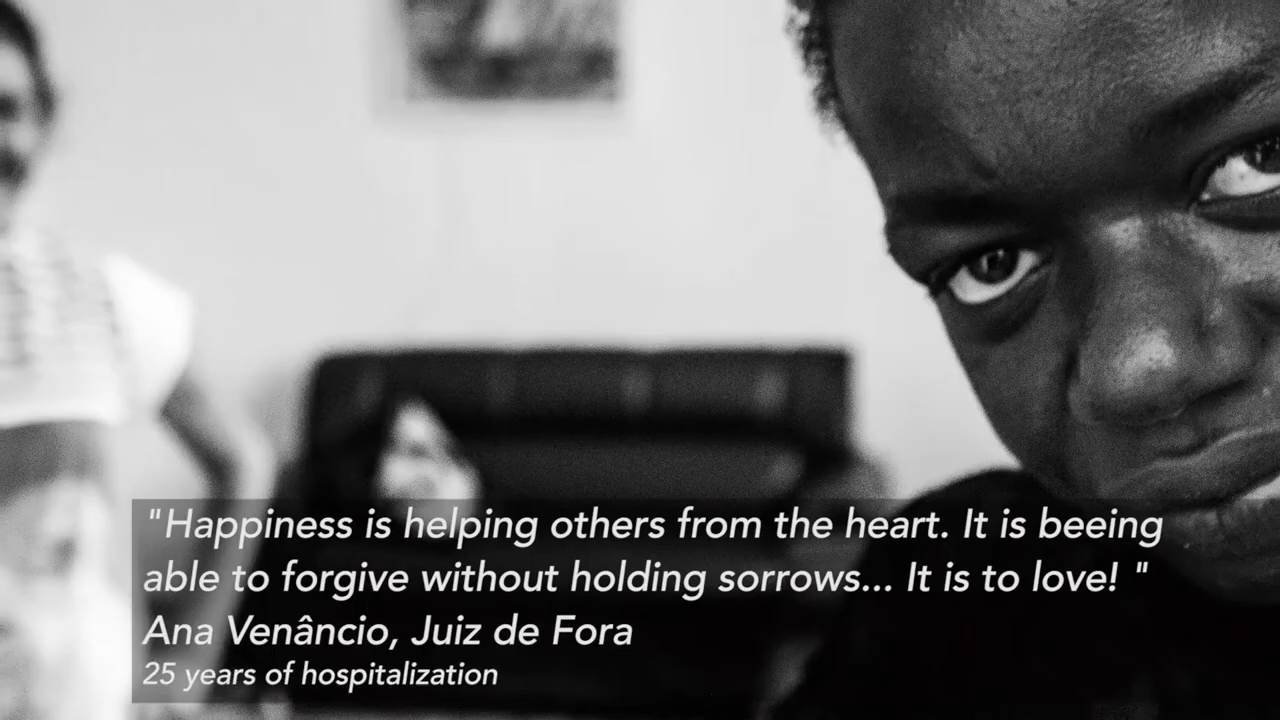 "Happiness is helping others from the heart. It is beeing
able to forgive without holding sorrows... It is to love! "
Ana Venâncio, Juiz de Fora
25 years of hospitalization